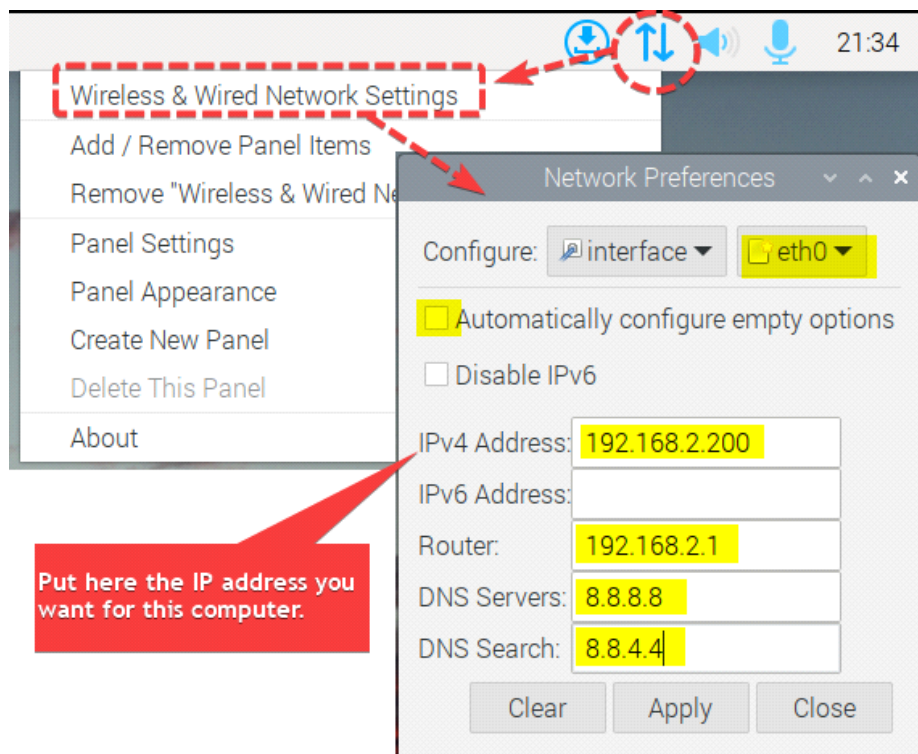 21:34
Wireless & Wired Network Settings
Add / Remove Panel Items
Remove "Wireless & Wired Ne
Panel Settings
Panel Appearance
Create New Panel
Delete This Panel
About
Network Preferences
Configure: interface eth0
Automatically configure empty options
Disable IPv6
IPv4 Address: 192.168.2.200
IPv6 Address:
Router: 192.168.2.1
DNS Servers: 8.8.8.8
DNS Search: 8.8.4.4
Clear Apply Close
Put here the IP address you
want for this computer.